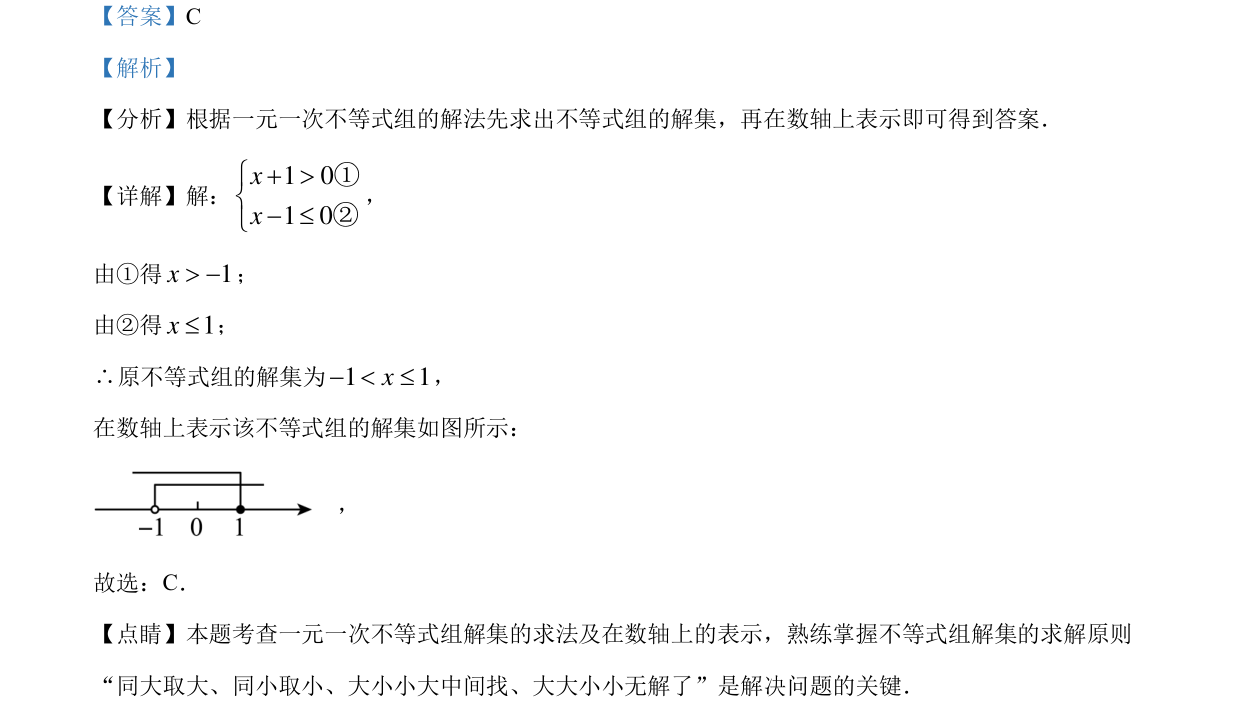 【答案】C
【解析】
【分析】根据一元一次不等式组的解法先求出不等式组的解集，再在数轴上表示即可得到答案．
【详解】解：{x+1>0①
x−1≤0②，
由①得 x>−1；
由②得 x≤1；
∴原不等式组的解集为−1<x≤1，
在数轴上表示该不等式组的解集如图所示：
−1 0 1 ，
故选：C．
【点睛】本题考查一元一次不等式组解集的求法及在数轴上的表示，熟练掌握不等式组解集的求解原则
“同大取大、同小取小、大小小大中间找、大大小小无解了”是解决问题的关键．